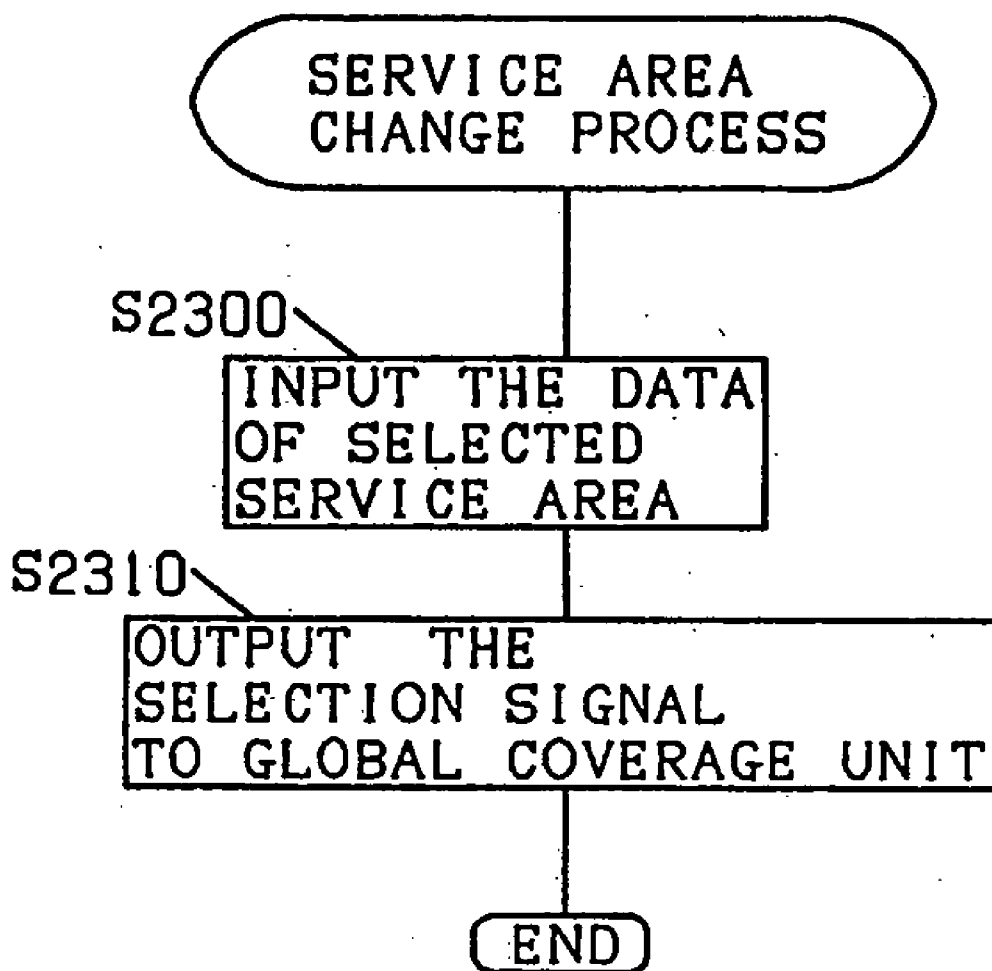 SERVICE AREA
CHANGE PROCESS
S2300
INPUT THE DATA
OF SELECTED
SERVICE AREA
S2310
OUTPUT THE
SELECTION SIGNAL
TO GLOBAL COVERAGE UNIT
END